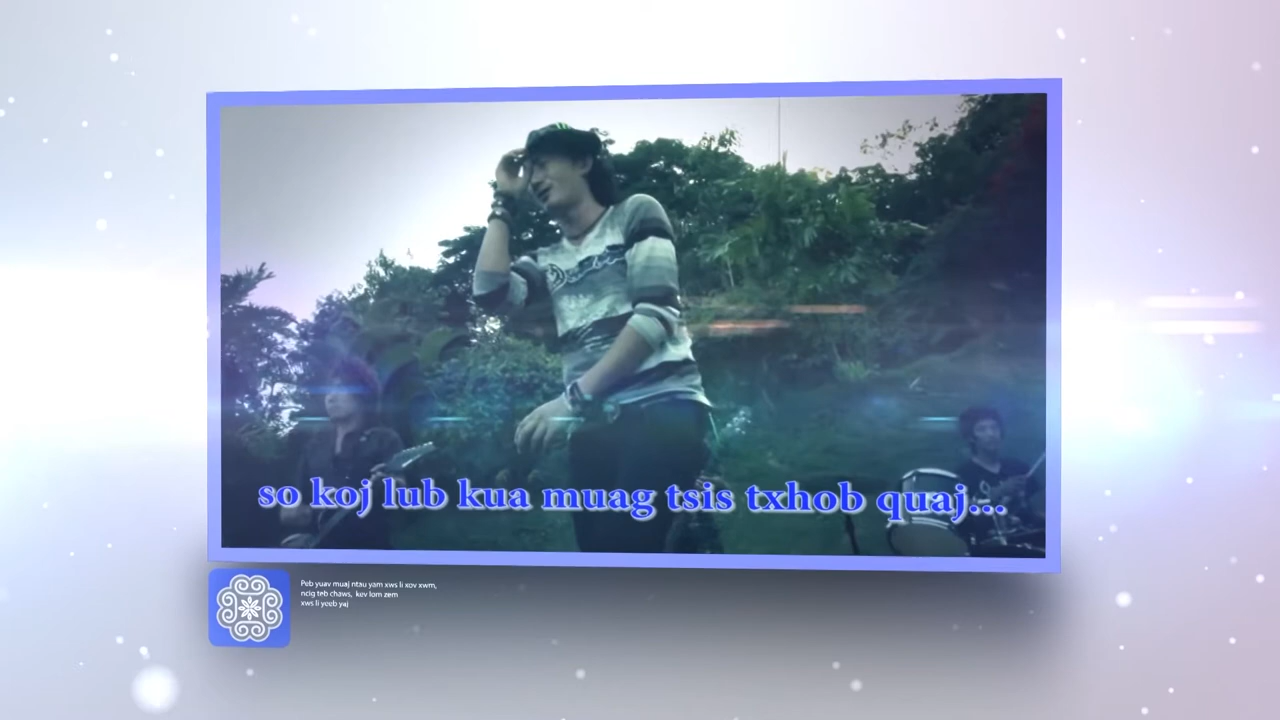 so koj lub kua muag tsis txhob quaj...
Peb yuav muaj ntau yam xws li xov xwm,
ncig teb chaws, kev lom zem
xws li yeeb yaj